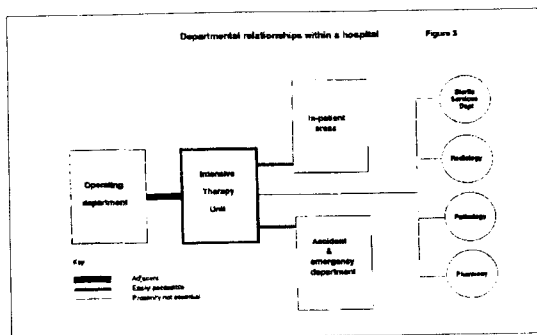 Departmental relationships within a hospital
Figure 3
Sterile
Services
Dept
In-patient
areas
Radiology
Operating
department
Intensive
Therapy
Unit
Pathology
Accident
&
emergency
department
Pharmacy
Key
Adjacent
Easily accessible
Proximity not essential